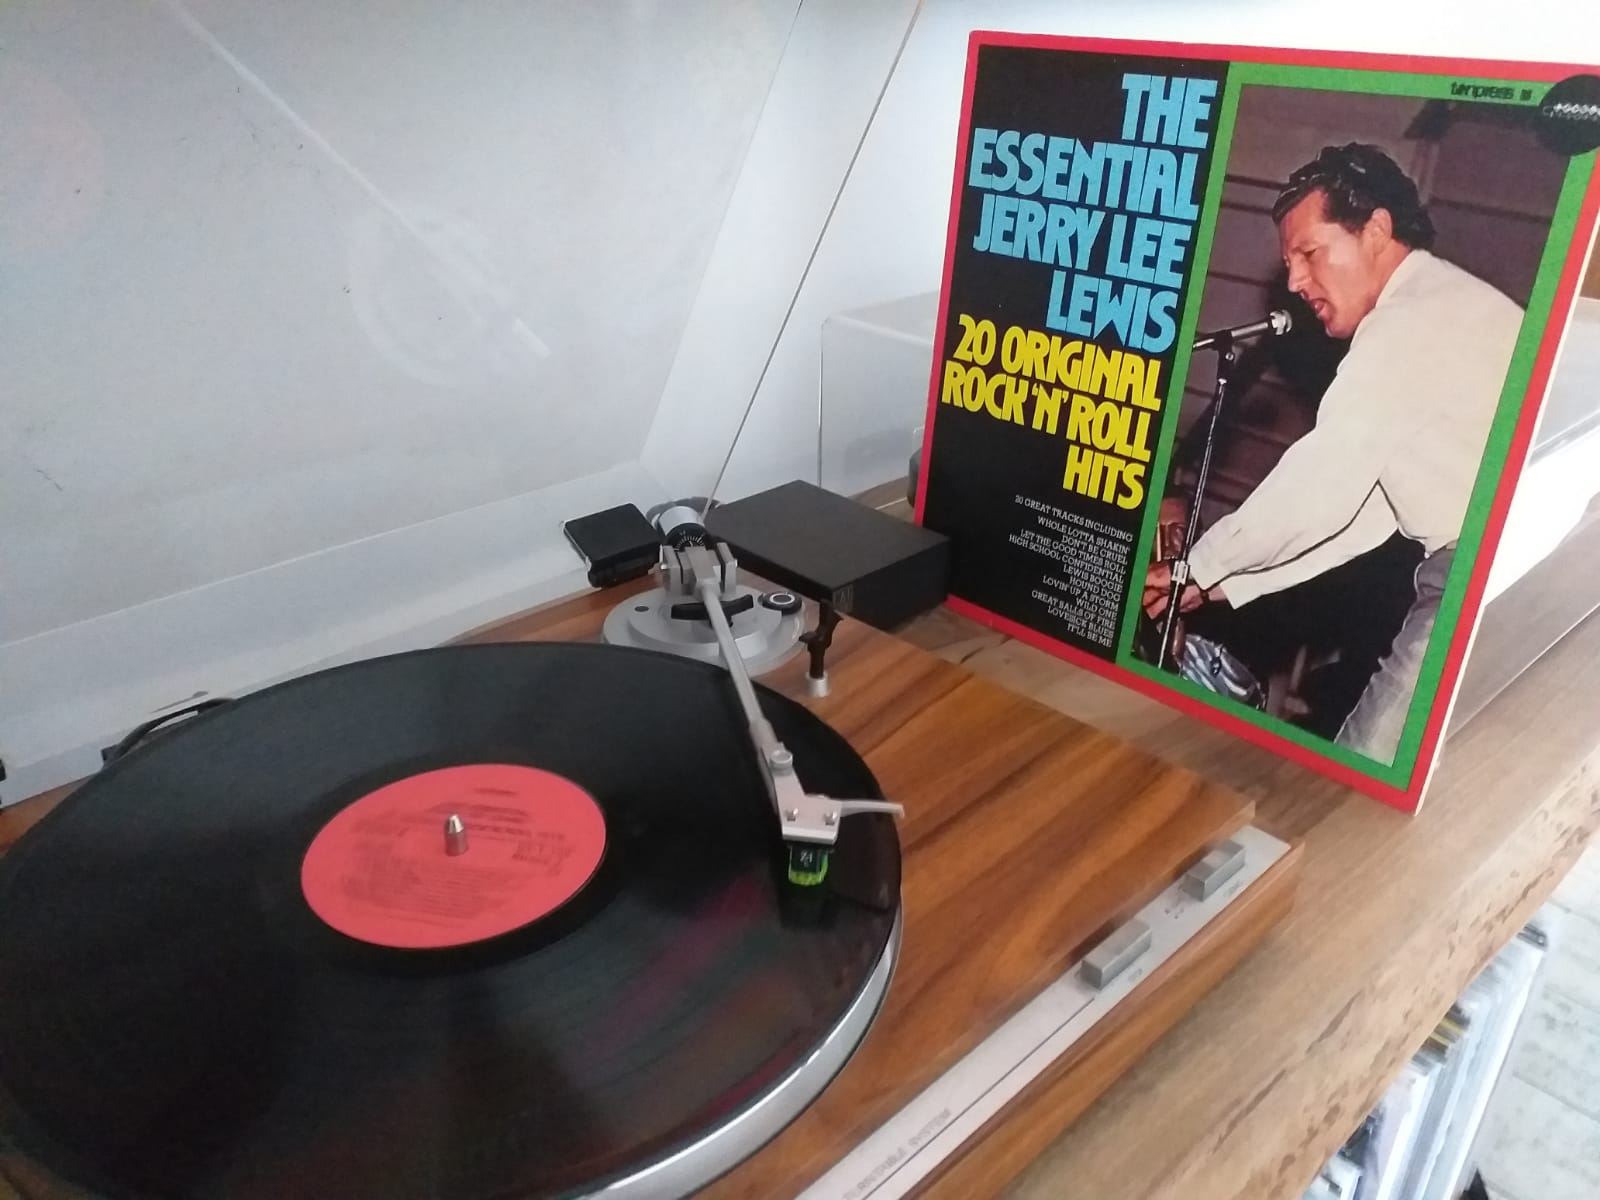 THE
ESSENTIAL
JERRY LEE
LEWIS
20 ORIGINAL
ROCK 'N' ROLL
HITS
20 GREAT TRACKS INCLUDING
WHOLE LOTTA SHAKIN'
DON'T BE CRUEL
LET THE GOOD TIMES ROLL
HIGH SCHOOL CONFIDENTIAL
LEWIS BOOGIE
HOUND DOG
LOVIN' UP A STORM
WILD ONE
GREAT BALLS OF FIRE
LOVESICK BLUES
IT'LL BE ME
TURNTABLE SYSTEM